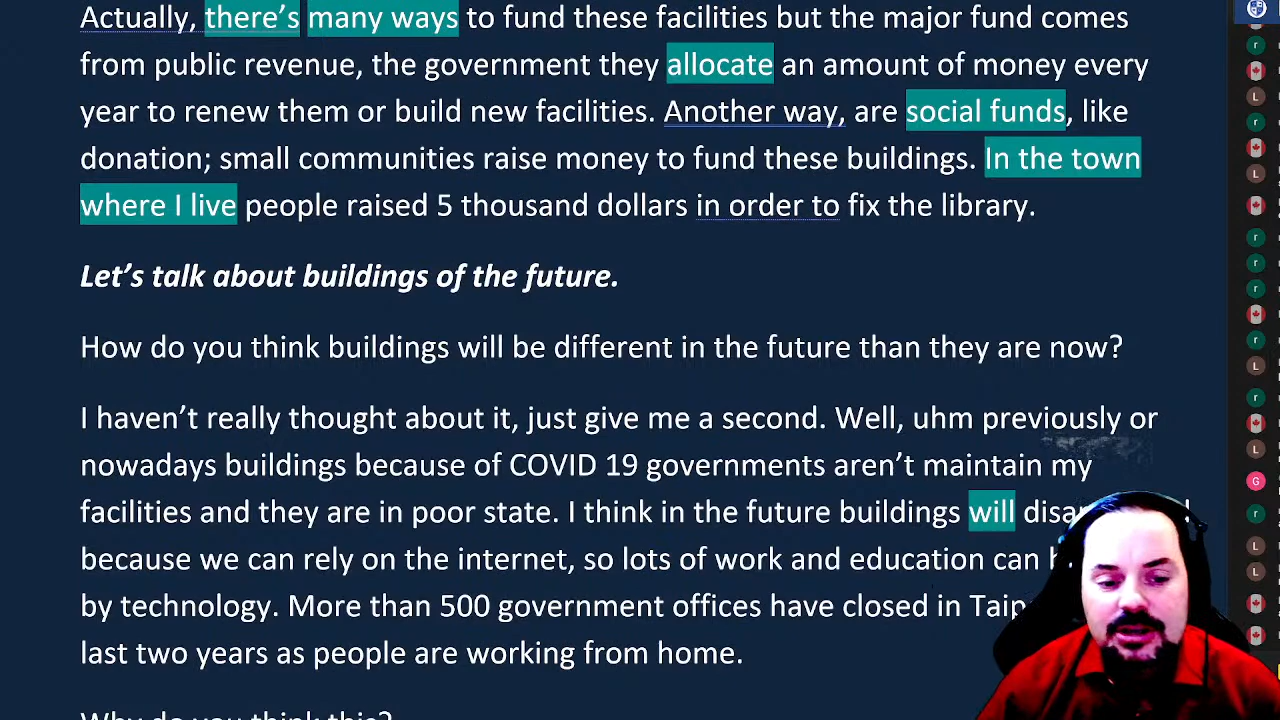 Actually, there’s many ways to fund these facilities but the major fund comes
from public revenue, the government they allocate an amount of money every
year to renew them or build new facilities. Another way, are social funds, like
donation; small communities raise money to fund these buildings. In the town
where I live people raised 5 thousand dollars in order to fix the library.
Let’s talk about buildings of the future.
How do you think buildings will be different in the future than they are now?
I haven’t really thought about it, just give me a second. Well, uhm previously or
nowadays buildings because of COVID 19 governments aren’t maintain my
facilities and they are in poor state. I think in the future buildings will
because we can rely on the internet, so lots of work and education can
by technology. More than 500 government offices have closed in
last two years as people are working from home.
Why do you think this?